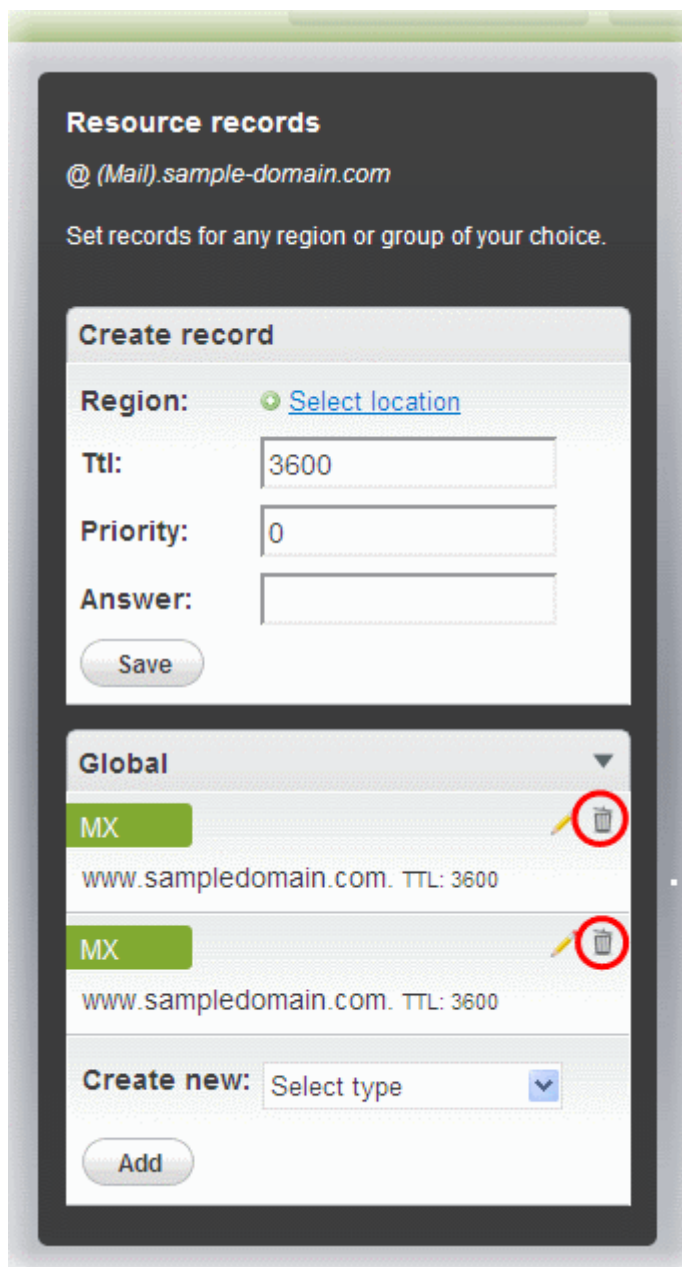 Resource records
@ (Mail).sample-domain.com
Set records for any region or group of your choice.
Create record
Region: Select location
Ttl: 3600
Priority: 0
Answer:
Save
Global
MX
www.sampledomain.com. TTL: 3600
MX
www.sampledomain.com. TTL: 3600
Create new: Select type
Add